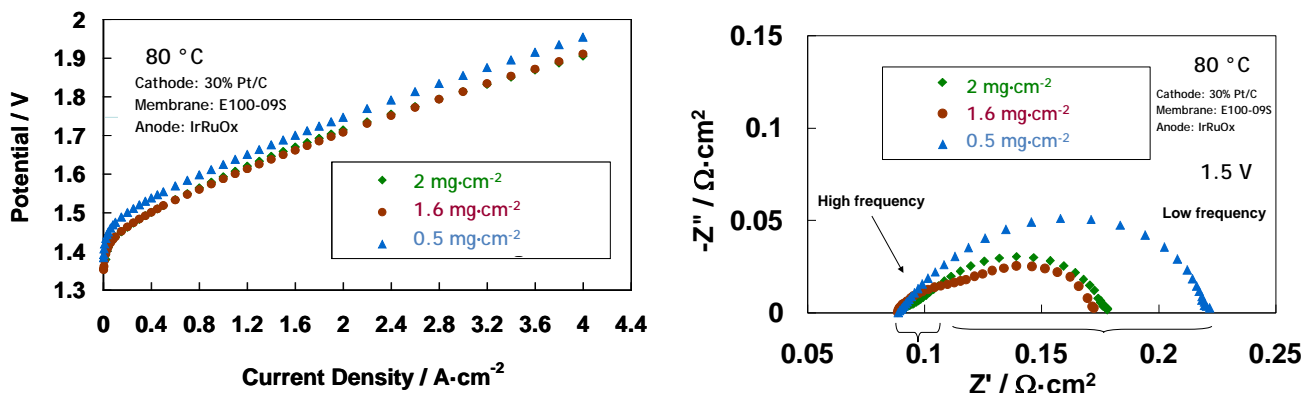 2
1.9
1.8
1.7
1.6
1.5
1.4
1.3
Potential / V
80 °C
Cathode: 30% Pt/C
Membrane: E100-09S
Anode: IrRuOx
2 mg·cm-2
1.6 mg·cm-2
0.5 mg·cm-2
0 0.4 0.8 1.2 1.6 2 2.4 2.8 3.2 3.6 4 4.4
Current Density / A·cm-2
0.15
0.1
0.05
0
-Z'' / Ω·cm2
2 mg·cm-2
1.6 mg·cm-2
0.5 mg·cm-2
80 °C
Cathode: 30% Pt/C
Membrane: E100-09S
Anode: IrRuOx
1.5 V
High frequency
Low frequency
0.05 0.1 0.15 0.2 0.25
Z' / Ω·cm2